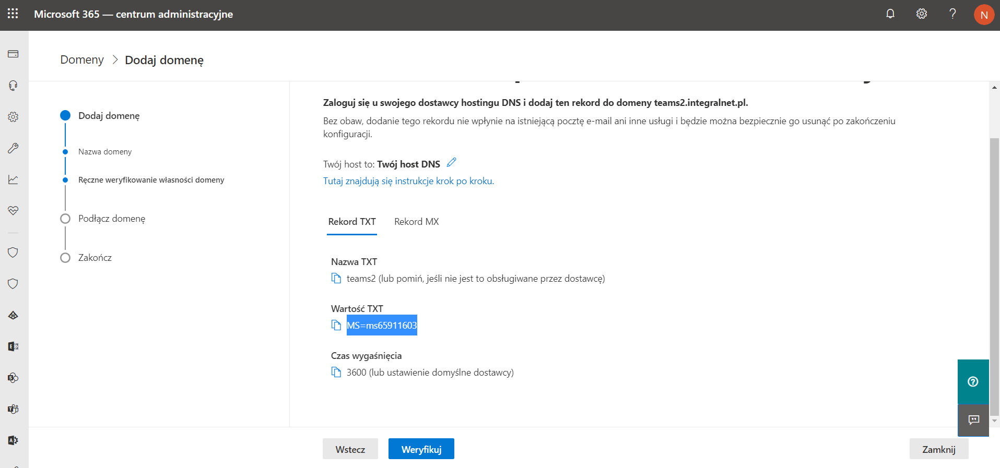 Microsoft 365 — centrum administracyjne
N
Domeny > Dodaj domenę
Dodaj domenę
Nazwa domeny
Ręczne weryfikowanie własności domeny
Podłącz domenę
Zakończ
Zaloguj się u swojego dostawcy hostingu DNS i dodaj ten rekord do domeny teams2.integralnet.pl.
Bez obaw, dodanie tego rekordu nie wpłynie na istniejącą pocztę e-mail ani inne usługi i będzie można bezpiecznie go usunąć po zakończeniu
konfiguracji.
Twój host to: Twój host DNS
Tutaj znajdują się instrukcje krok po kroku.
Rekord TXT Rekord MX
Nazwa TXT
teams2 (lub pomiń, jeśli nie jest to obsługiwane przez dostawcę)
Wartość TXT
MS=ms65911603
Czas wygaśnięcia
3600 (lub ustawienie domyślne dostawcy)
Wstecz Weryfikuj Zamknij